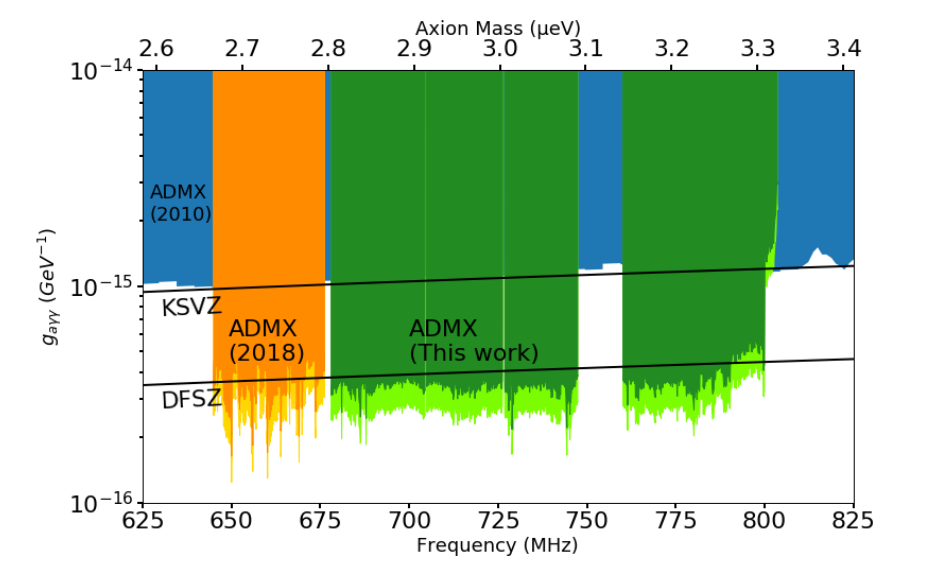 Axion Mass (µeV)
2.6 2.7 2.8 2.9 3.0 3.1 3.2 3.3 3.4
10⁻¹⁴
ADMX
(2010)
g_{aγγ} (GeV⁻¹)
10⁻¹⁵
KSVZ
ADMX
(2018)
ADMX
(This work)
DFSZ
10⁻¹⁶
625 650 675 700 725 750 775 800 825
Frequency (MHz)